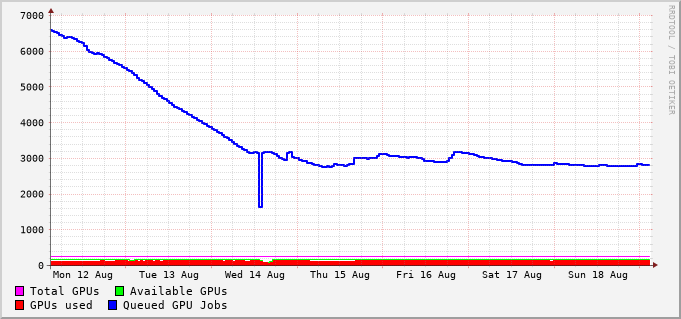 7000
6000
5000
4000
3000
2000
1000
0
Mon 12 Aug Tue 13 Aug Wed 14 Aug Thu 15 Aug Fri 16 Aug Sat 17 Aug Sun 18 Aug
Total GPUs Available GPUs
GPUs used Queued GPU Jobs
RRDTOOL / TOBI OETIKER